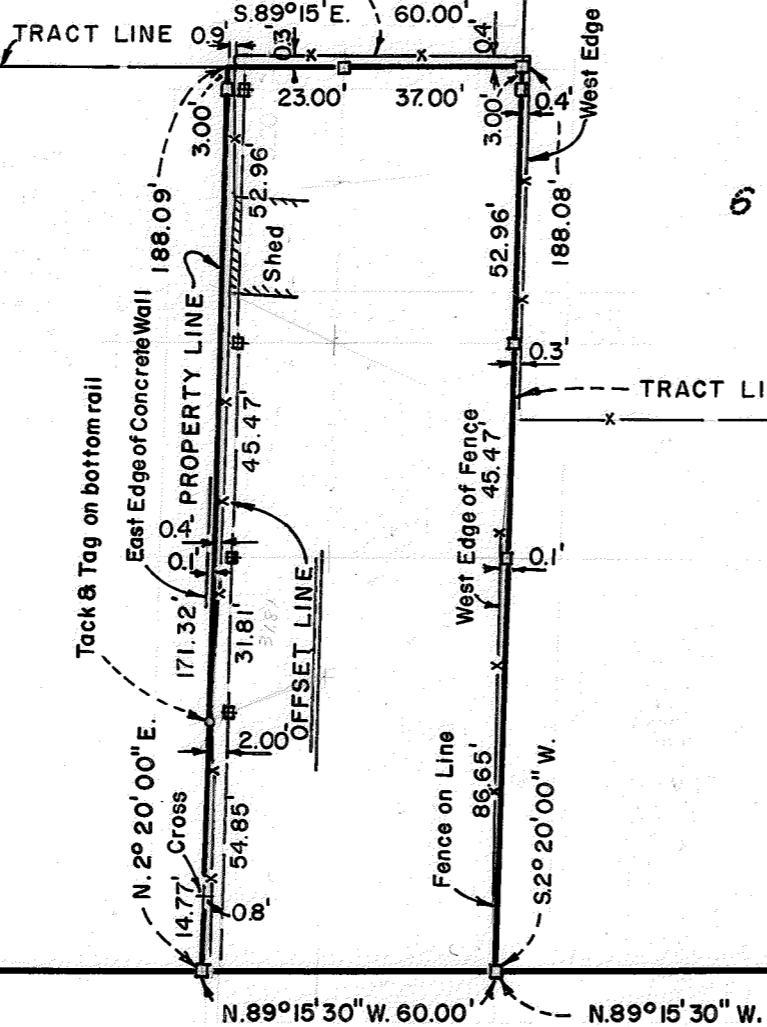 S.89°15'E. 60.00'
TRACT LINE
0.9'
0.3'
0.4'
West Edge
23.00'
37.00'
3.00'
3.00'
0.4'
188.09'
52.96'
Shed
52.96'
188.08'
PROPERTY LINE
East Edge of Concrete Wall
0.3'
TRACT LI
Tack & Tag on bottom rail
45.47'
West Edge of Fence
45.47'
0.4'
0.1'
0.1'
171.32'
31.81'
31.81
OFFSET LINE
2.00'
N. 2° 20' 00" E.
Cross
54.85'
14.77'
0.8'
Fence on Line
86.65'
S.2° 20' 00" W.
N.89°15'30"W. 60.00'
N.89°15'30"W.